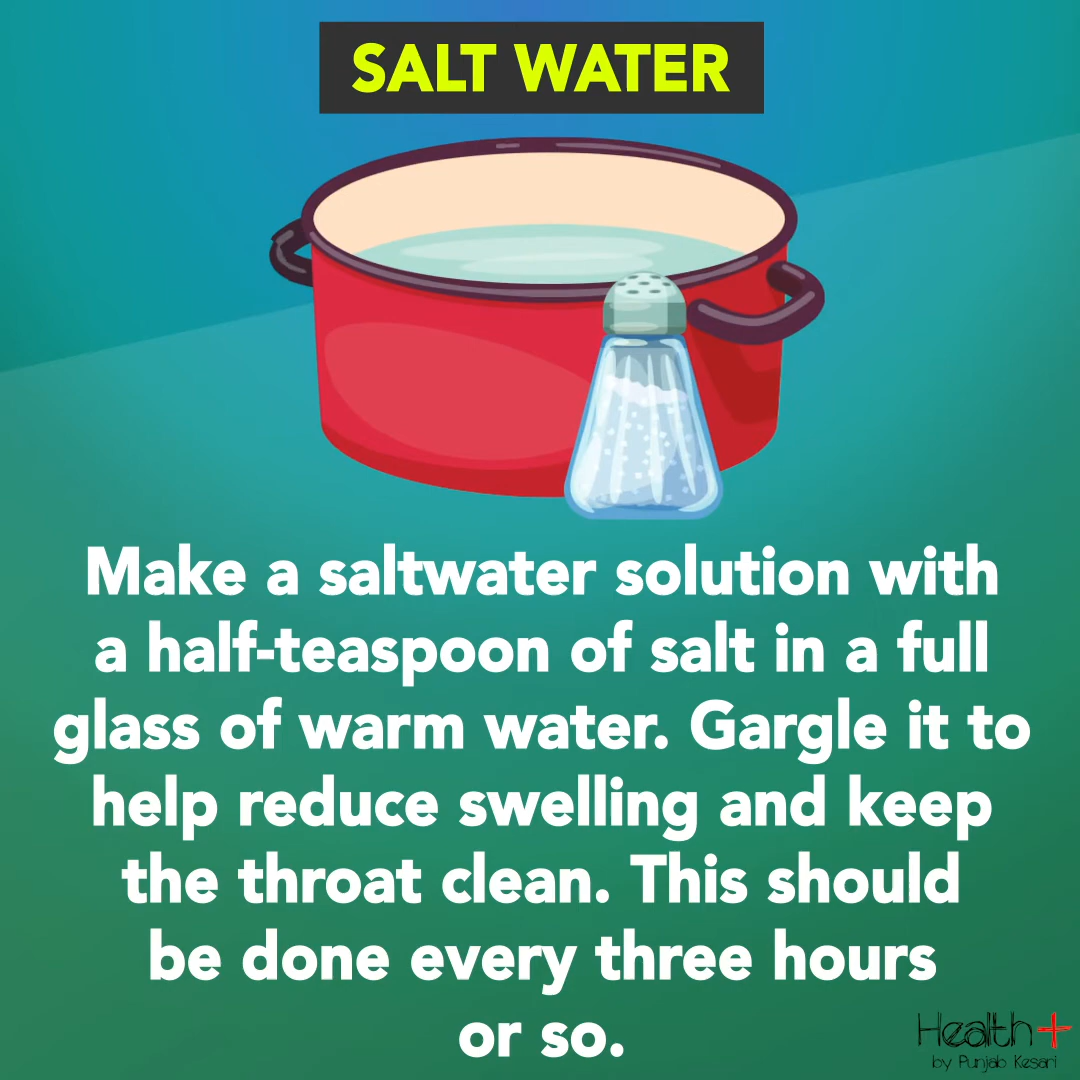 SALT WATER
Make a saltwater solution with
a half-teaspoon of salt in a full
glass of warm water. Gargle it to
help reduce swelling and keep
the throat clean. This should
be done every three hours
or so.
Health+
by Punjab Kesari